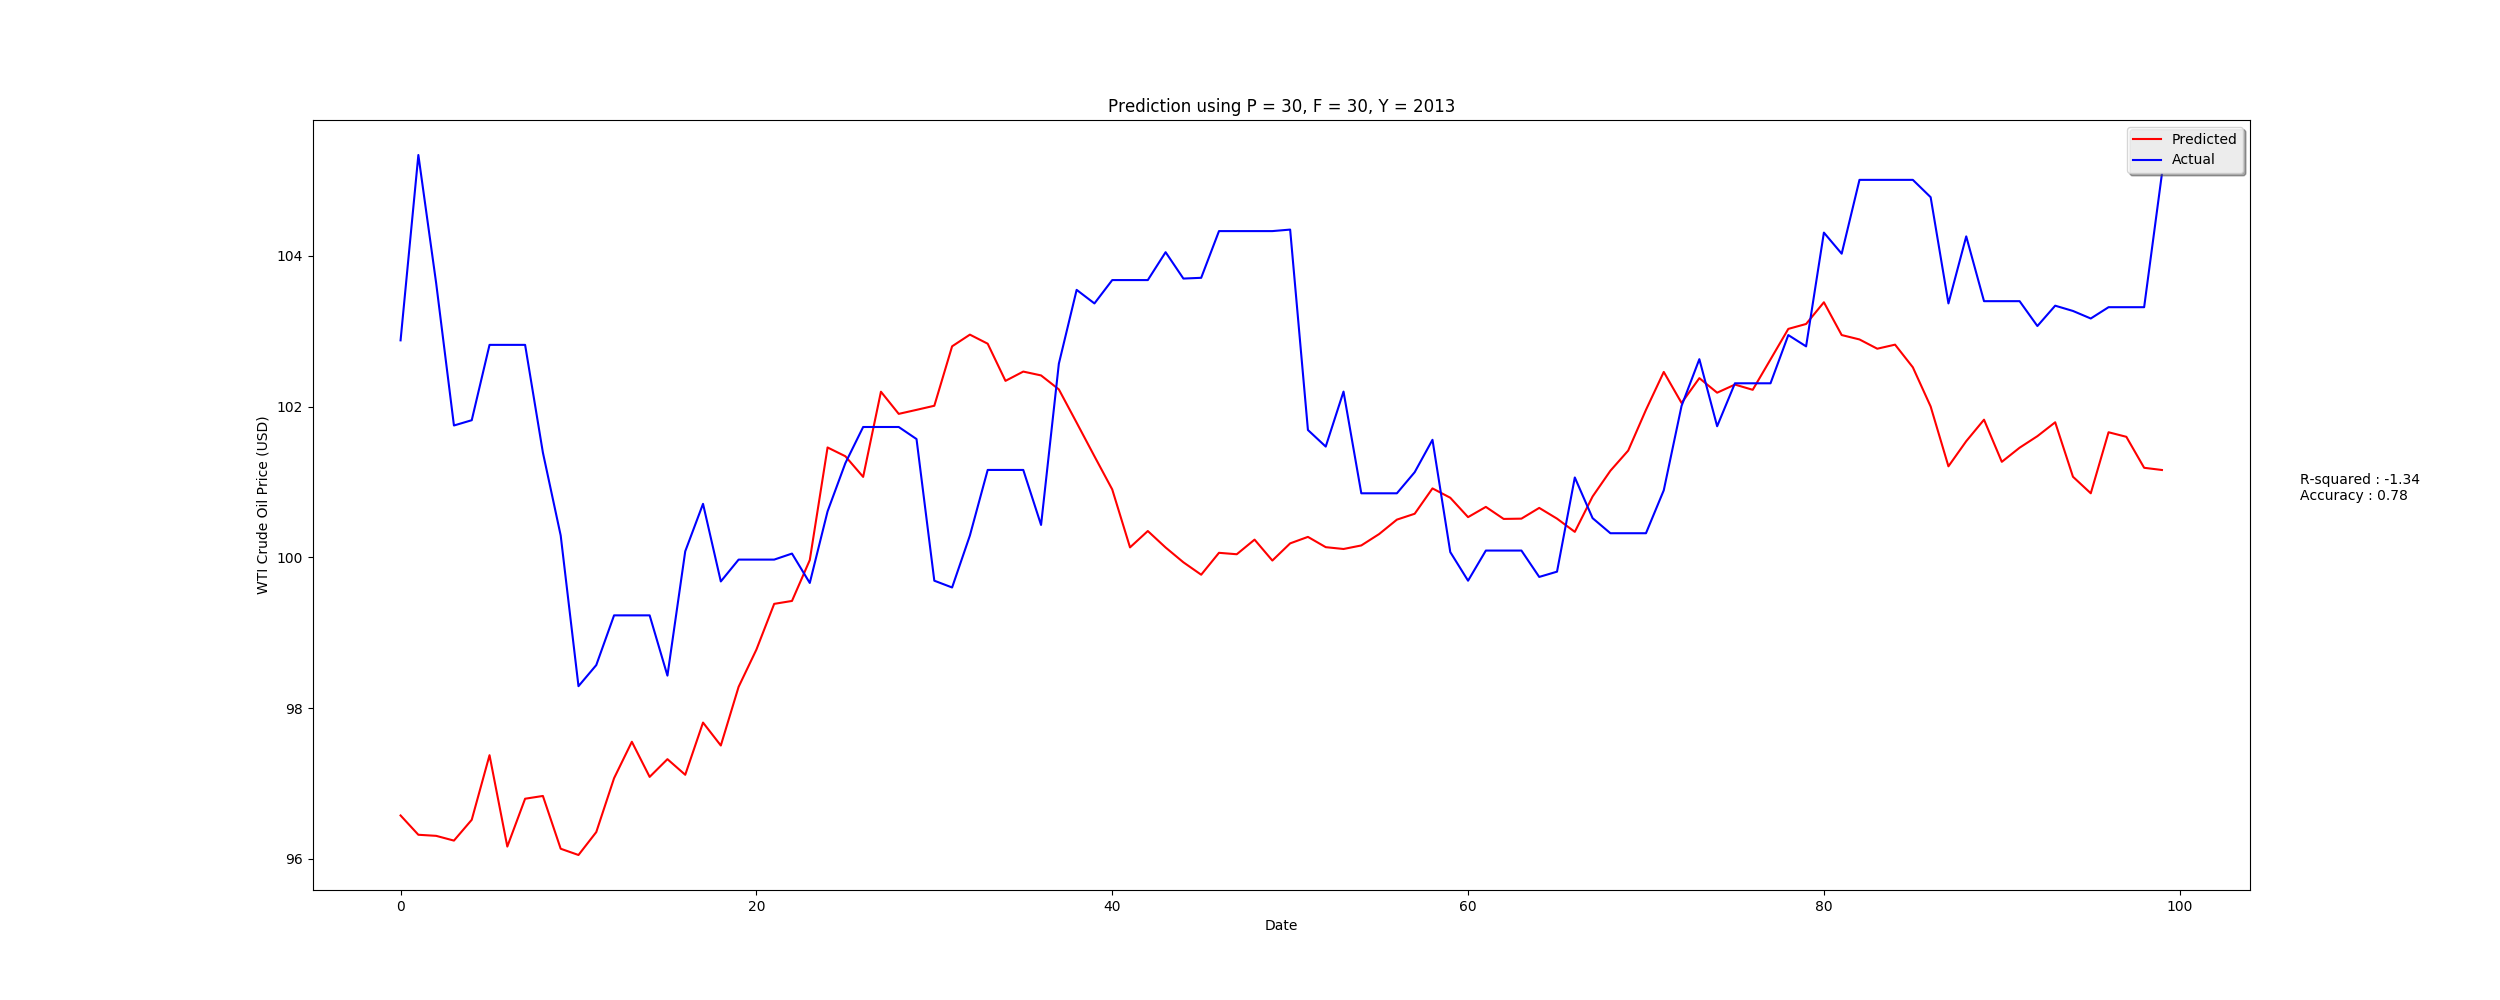 Prediction using P = 30, F = 30, Y = 2013
Predicted
Actual
104
102
100
98
96
WTI Crude Oil Price (USD)
0
20
40
60
80
100
Date
R-squared : -1.34
Accuracy : 0.78